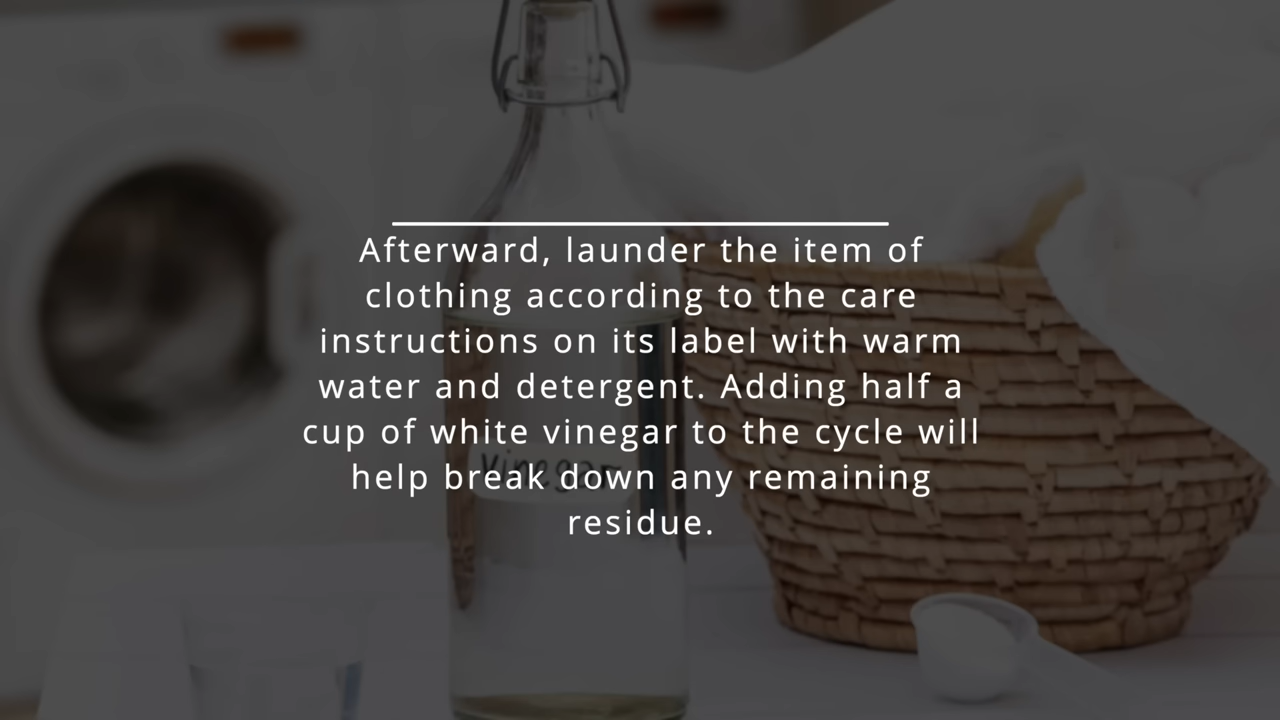 Afterward, launder the item of
clothing according to the care
instructions on its label with warm
water and detergent. Adding half a
cup of white vinegar to the cycle will
help break down any remaining
residue.
vinegar